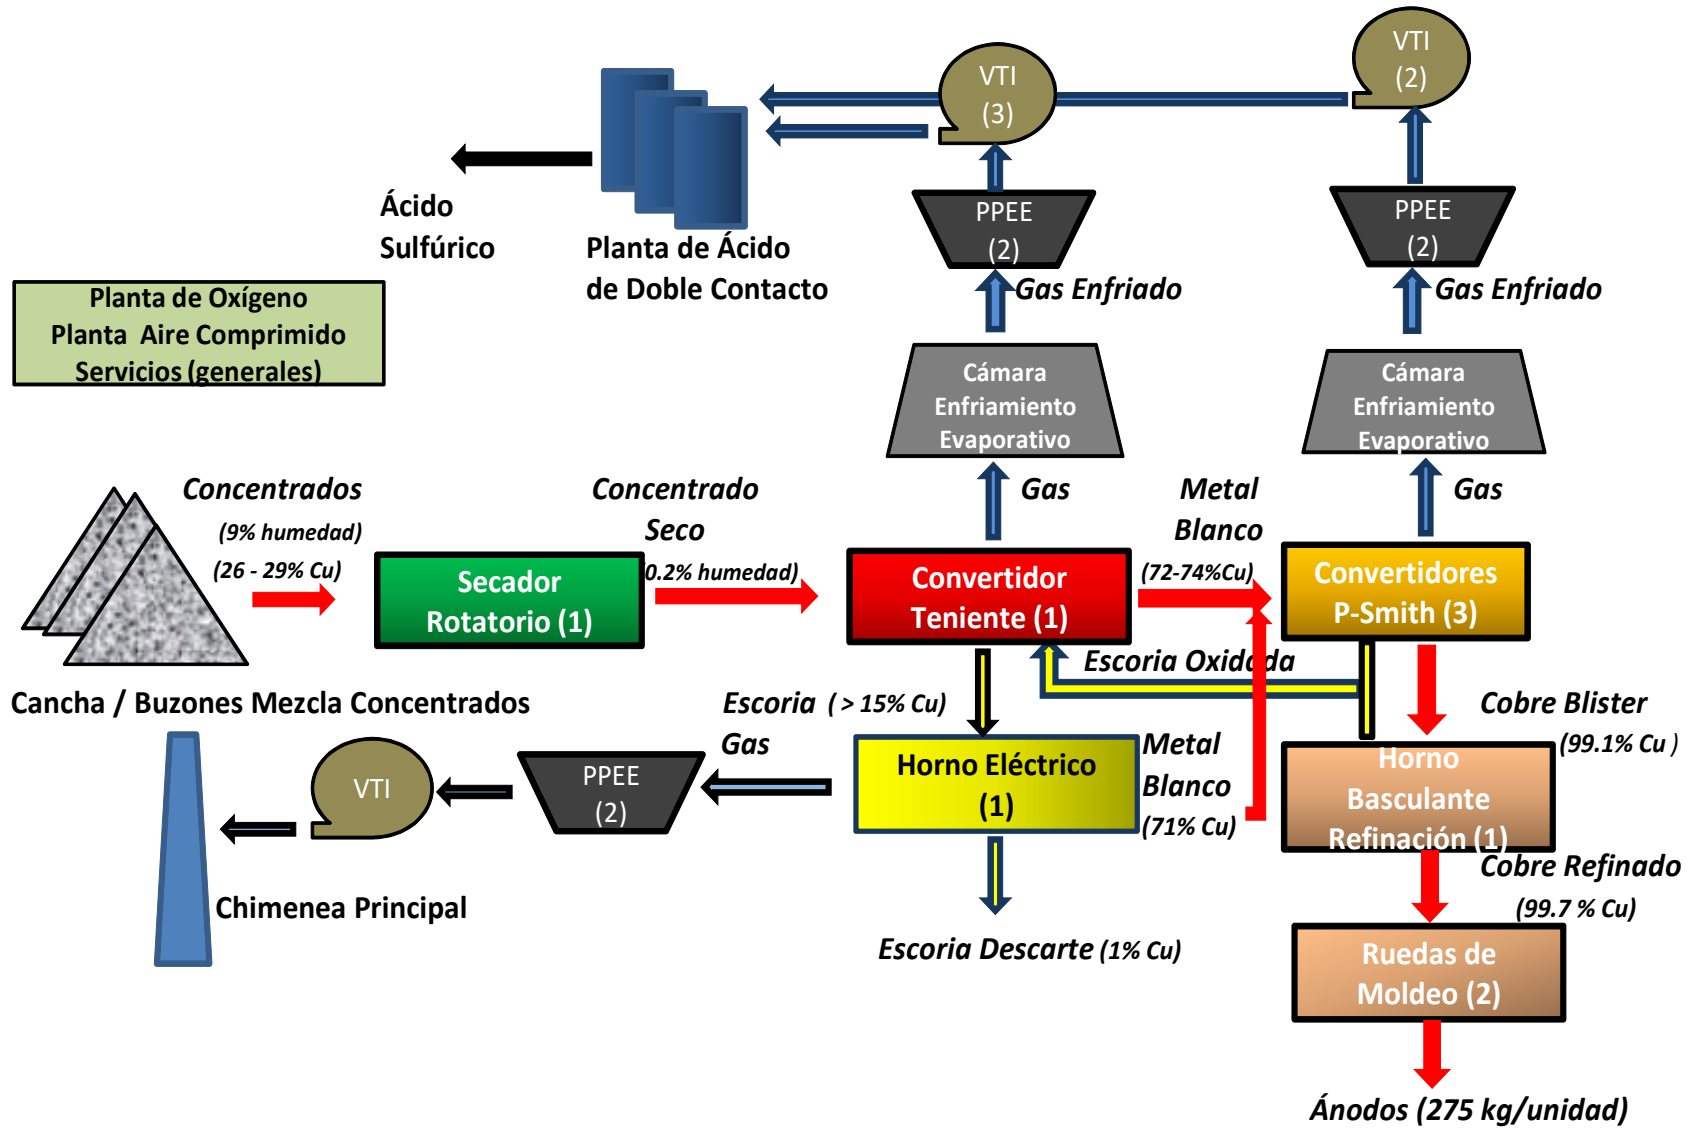 VTI
(2)
VTI
(3)
PPEE
(2)
PPEE
(2)
Ácido
Sulfúrico
Planta de Ácido
de Doble Contacto
Gas Enfriado
Gas Enfriado
Planta de Oxígeno
Planta Aire Comprimido
Servicios (generales)
Cámara
Enfriamiento
Evaporativo
Cámara
Enfriamiento
Evaporativo
Concentrados
(9% humedad)
(26 - 29% Cu)
Concentrado
Seco
(0.2% humedad)
Gas
Metal
Blanco
(72-74%Cu)
Gas
Secador
Rotatorio (1)
Convertidor
Teniente (1)
Convertidores
P-Smith (3)
Escoria Oxidada
Cancha / Buzones Mezcla Concentrados
Escoria ( > 15% Cu)
Gas
Cobre Blister
(99.1% Cu )
VTI
PPEE
(2)
Horno Eléctrico
(1)
Metal
Blanco
(71% Cu)
Horno
Basculante
Refinación (1)
Cobre Refinado
(99.7 % Cu)
Chimenea Principal
Escoria Descarte (1% Cu)
Ruedas de
Moldeo (2)
Ánodos (275 kg/unidad)